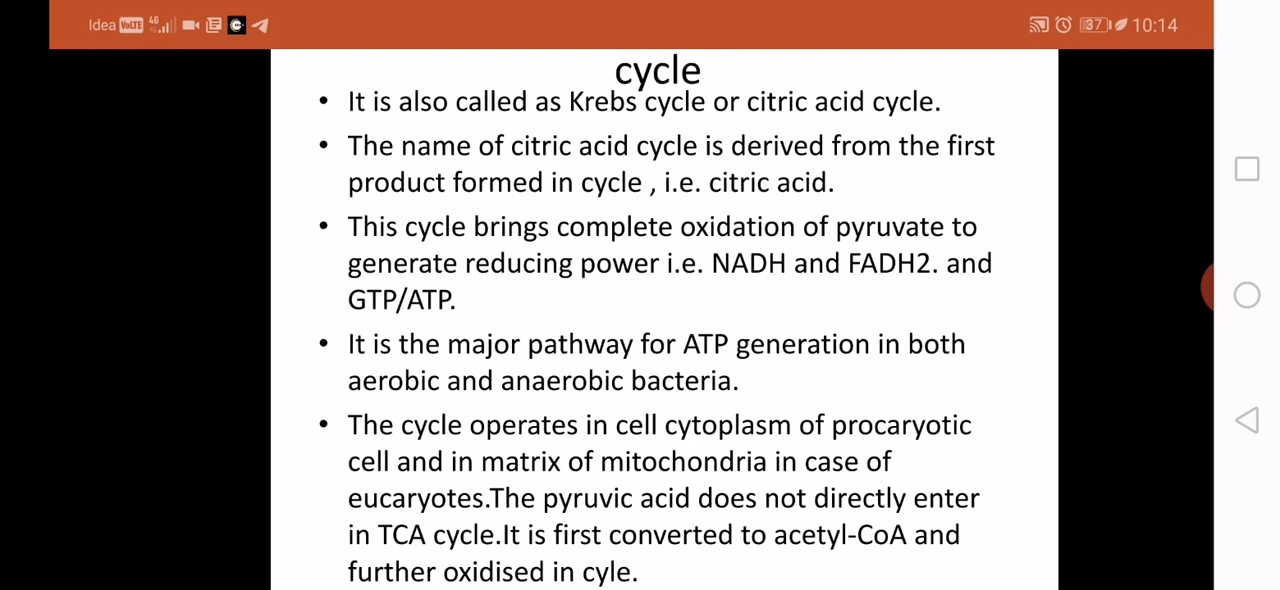 Idea VoLTE 4G 37 10:14
cycle
• It is also called as Krebs cycle or citric acid cycle.
• The name of citric acid cycle is derived from the first
product formed in cycle , i.e. citric acid.
• This cycle brings complete oxidation of pyruvate to
generate reducing power i.e. NADH and FADH2. and
GTP/ATP.
• It is the major pathway for ATP generation in both
aerobic and anaerobic bacteria.
• The cycle operates in cell cytoplasm of procaryotic
cell and in matrix of mitochondria in case of
eucaryotes.The pyruvic acid does not directly enter
in TCA cycle.It is first converted to acetyl-CoA and
further oxidised in cyle.